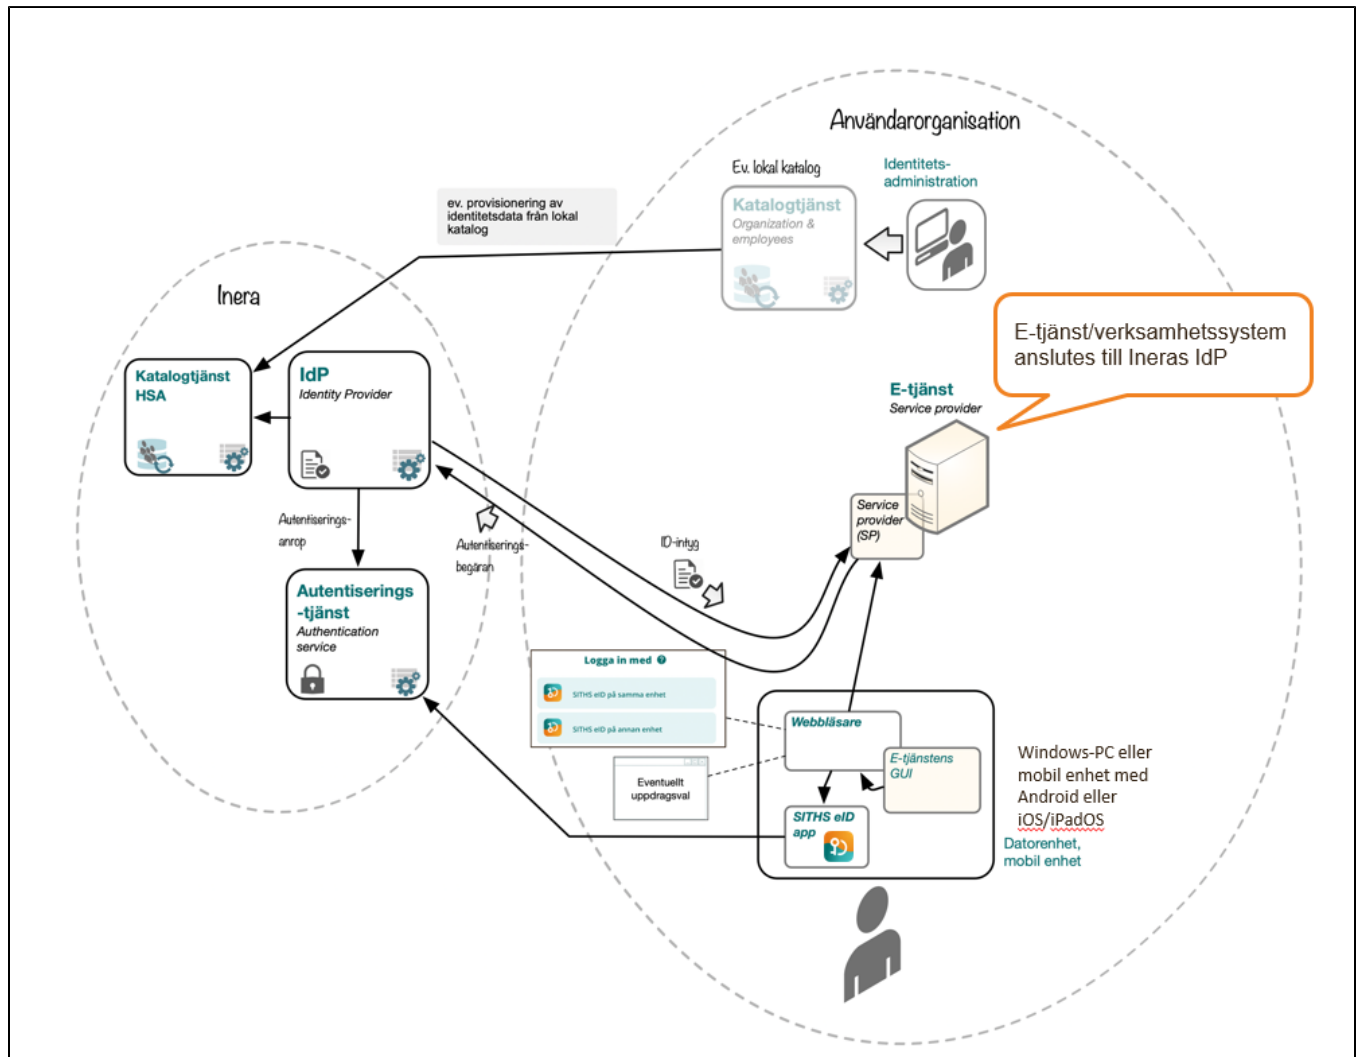 Användarorganisation
Ev. lokal katalog
Identitets-
administration
Katalogtjänst
Organization &
employees
ev. provisionering av
identitetsdata från lokal
katalog
Inera
E-tjänst/verksamhetssystem
anslutes till Ineras IdP
Katalogtjänst
HSA
IdP
Identity Provider
E-tjänst
Service provider
Service
provider
(SP)
Autentiserings-
anrop
Autentiserings-
begäran
ID-intyg
Autentiserings
-tjänst
Authentication
service
Logga in med ?
SITHS eID på samma enhet
SITHS eID på annan enhet
Eventuellt
uppdragsval
Webbläsare
E-tjänstens
GUI
SITHS eID
app
Windows-PC eller
mobil enhet med
Android eller
iOS/iPadOS
Datorenhet,
mobil enhet